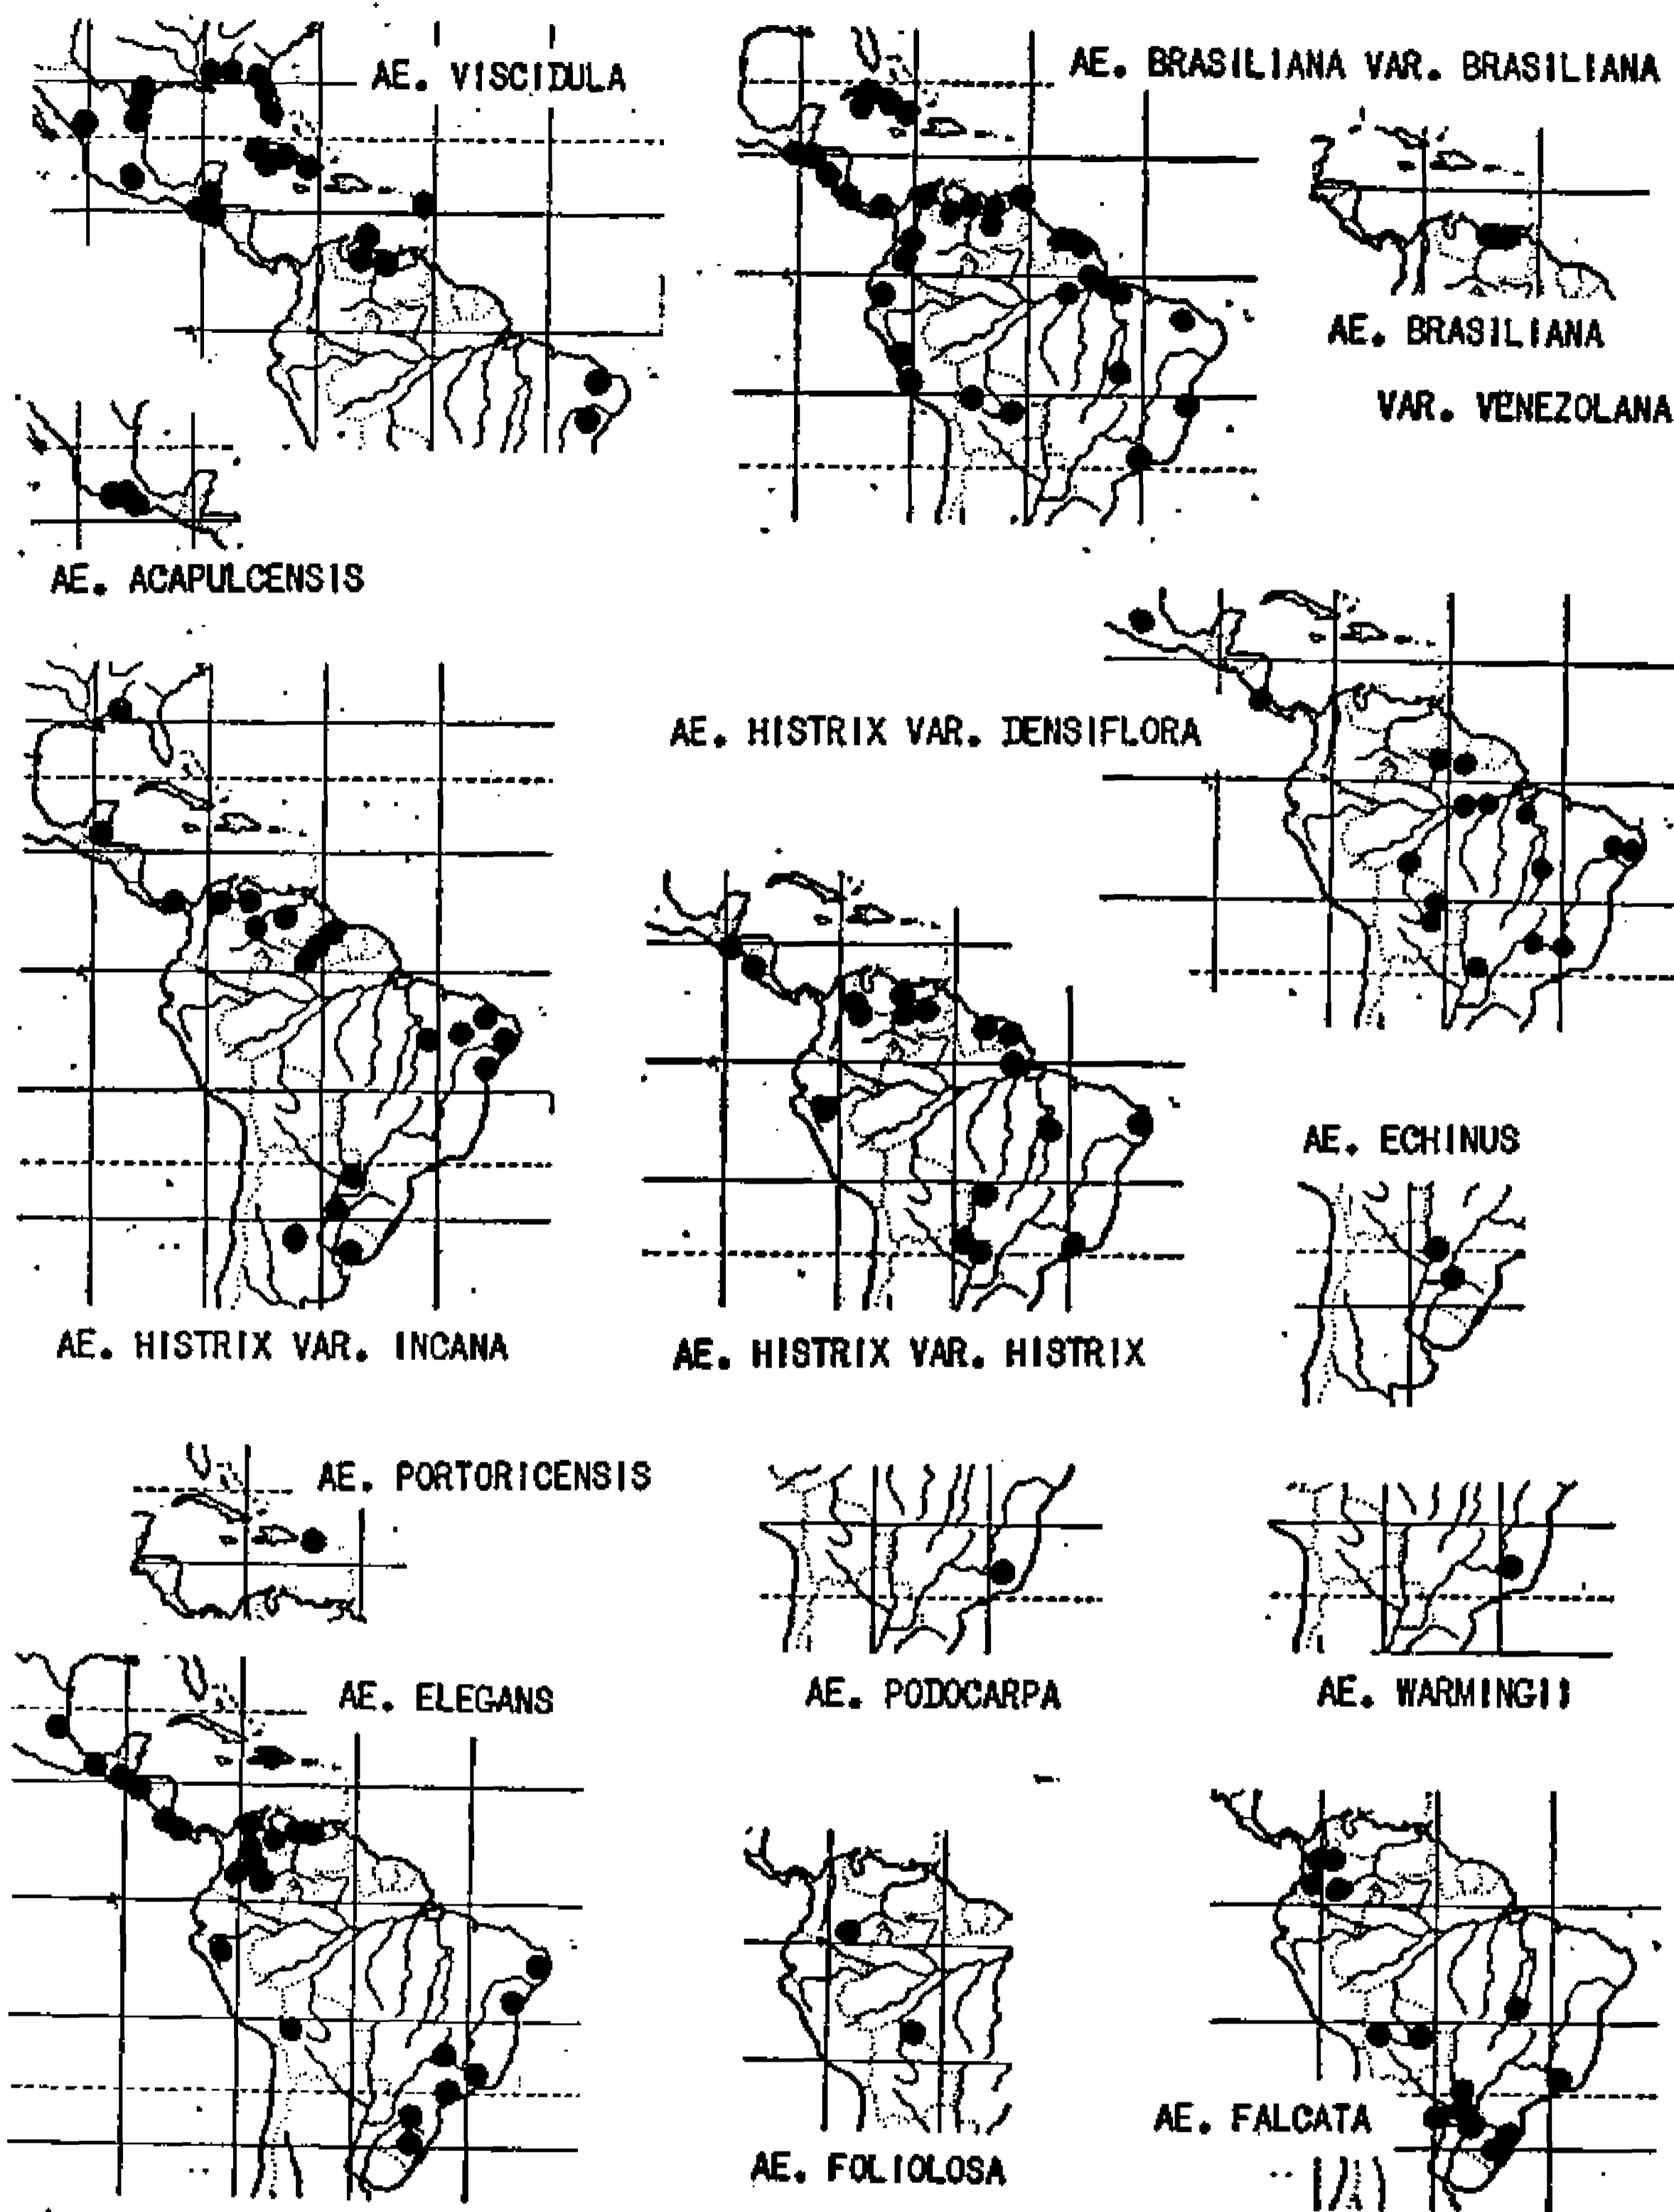 AE. VISCIDULA
AE. BRASILIANA VAR. BRASILIANA
AE. BRASILIANA
VAR. VENEZOLANA
AE. ACAPULCENSIS
AE. HISTRIX VAR. DENSIFLORA
AE. ECHINUS
AE. HISTRIX VAR. INCANA
AE. HISTRIX VAR. HISTRIX
AE. PORTORICENSIS
AE. PODOCARPA
AE. WARMINGII
AE. ELEGANS
AE. FALCATA
AE. FOLIOLOSA